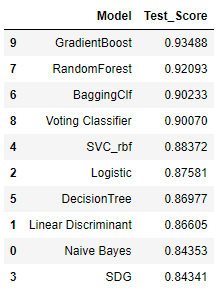 Model Test_Score
9 GradientBoost 0.93488
7 RandomForest 0.92093
6 BaggingClf 0.90233
8 Voting Classifier 0.90070
4 SVC_rbf 0.88372
2 Logistic 0.87581
5 DecisionTree 0.86977
1 Linear Discriminant 0.86605
0 Naive Bayes 0.84353
3 SDG 0.84341